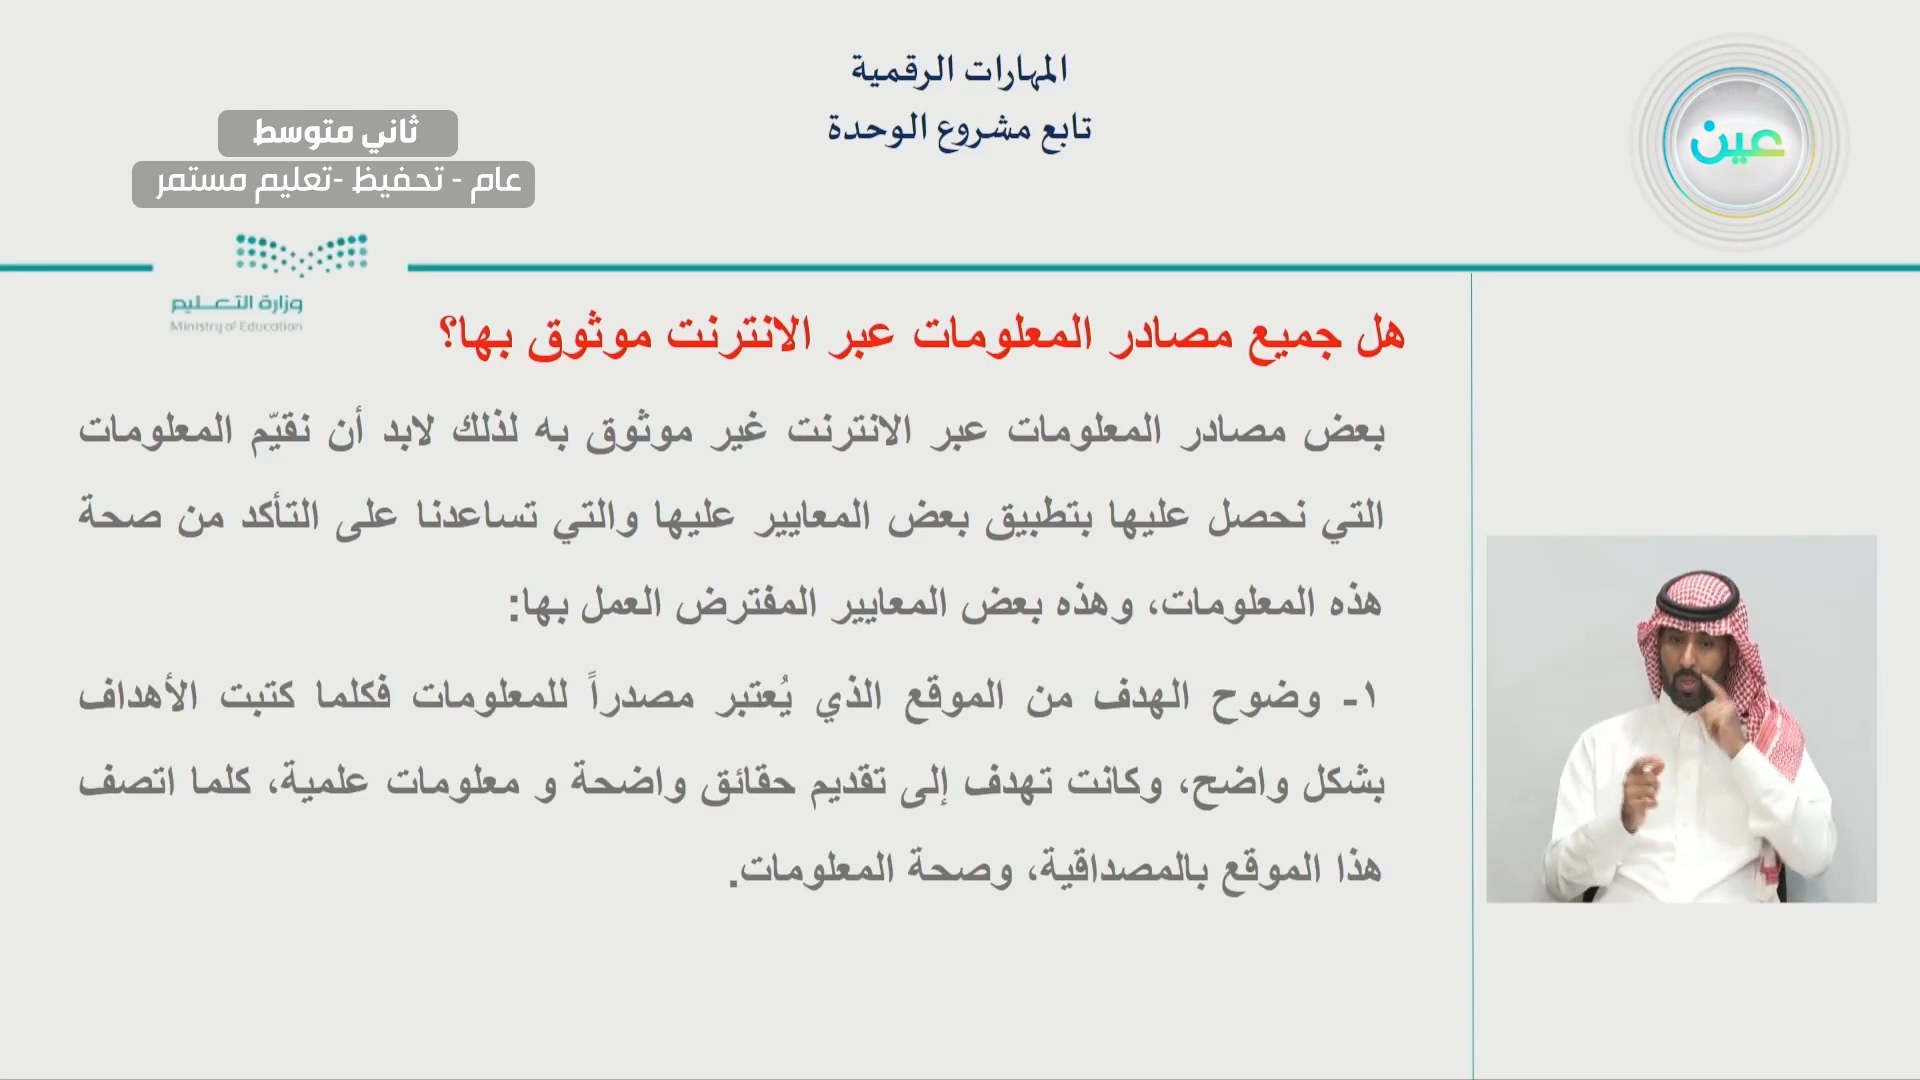 المهارات الرقمية
تابع مشروع الوحدة
عين
ثاني متوسط
عام - تحفيظ -تعليم مستمر
وزارة التعليم
Ministry of Education
هل جميع مصادر المعلومات عبر الانترنت موثوق بها؟
بعض مصادر المعلومات عبر الانترنت غير موثوق به لذلك لابد أن نقيّم المعلومات
التي نحصل عليها بتطبيق بعض المعايير عليها والتي تساعدنا على التأكد من صحة
هذه المعلومات، وهذه بعض المعايير المفترض العمل بها:
١- وضوح الهدف من الموقع الذي يُعتبر مصدراً للمعلومات فكلما كتبت الأهداف
بشكل واضح، وكانت تهدف إلى تقديم حقائق واضحة و معلومات علمية، كلما اتصف
هذا الموقع بالمصداقية، وصحة المعلومات.